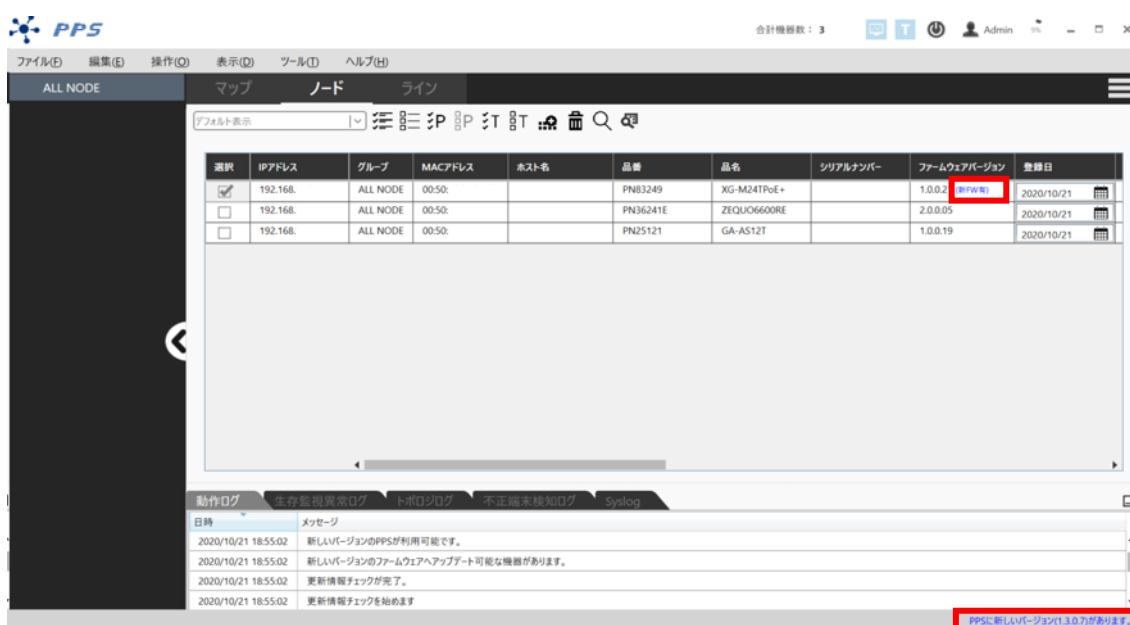 PPS
合計機器数： 3
T
Admin
ファイル(F) 編集(E) 操作(O) 表示(D) ツール(T) ヘルプ(H)
ALL NODE
マップ ノード ライン
デフォルト表示
選択 IPアドレス グループ MACアドレス ホスト名 品番 品名 シリアルナンバー ファームウェアバージョン 登録日
192.168. ALL NODE 00:50: PN83249 XG-M24TPoE+ 1.0.0.2 (新FW有) 2020/10/21
192.168. ALL NODE 00:50: PN36241E ZEQUO6600RE 2.0.0.05 2020/10/21
192.168. ALL NODE 00:50: PN25121 GA-AS12T 1.0.0.19 2020/10/21
動作ログ 生存監視異常ログ トポロジログ 不正端末検知ログ Syslog
日時 メッセージ
2020/10/21 18:55:02 新しいバージョンのPPSが利用可能です。
2020/10/21 18:55:02 新しいバージョンのファームウェアへアップデート可能な機器があります。
2020/10/21 18:55:02 更新情報チェックが完了。
2020/10/21 18:55:02 更新情報チェックを始めます
PPSに新しいバージョン(1.3.0.7)があります。